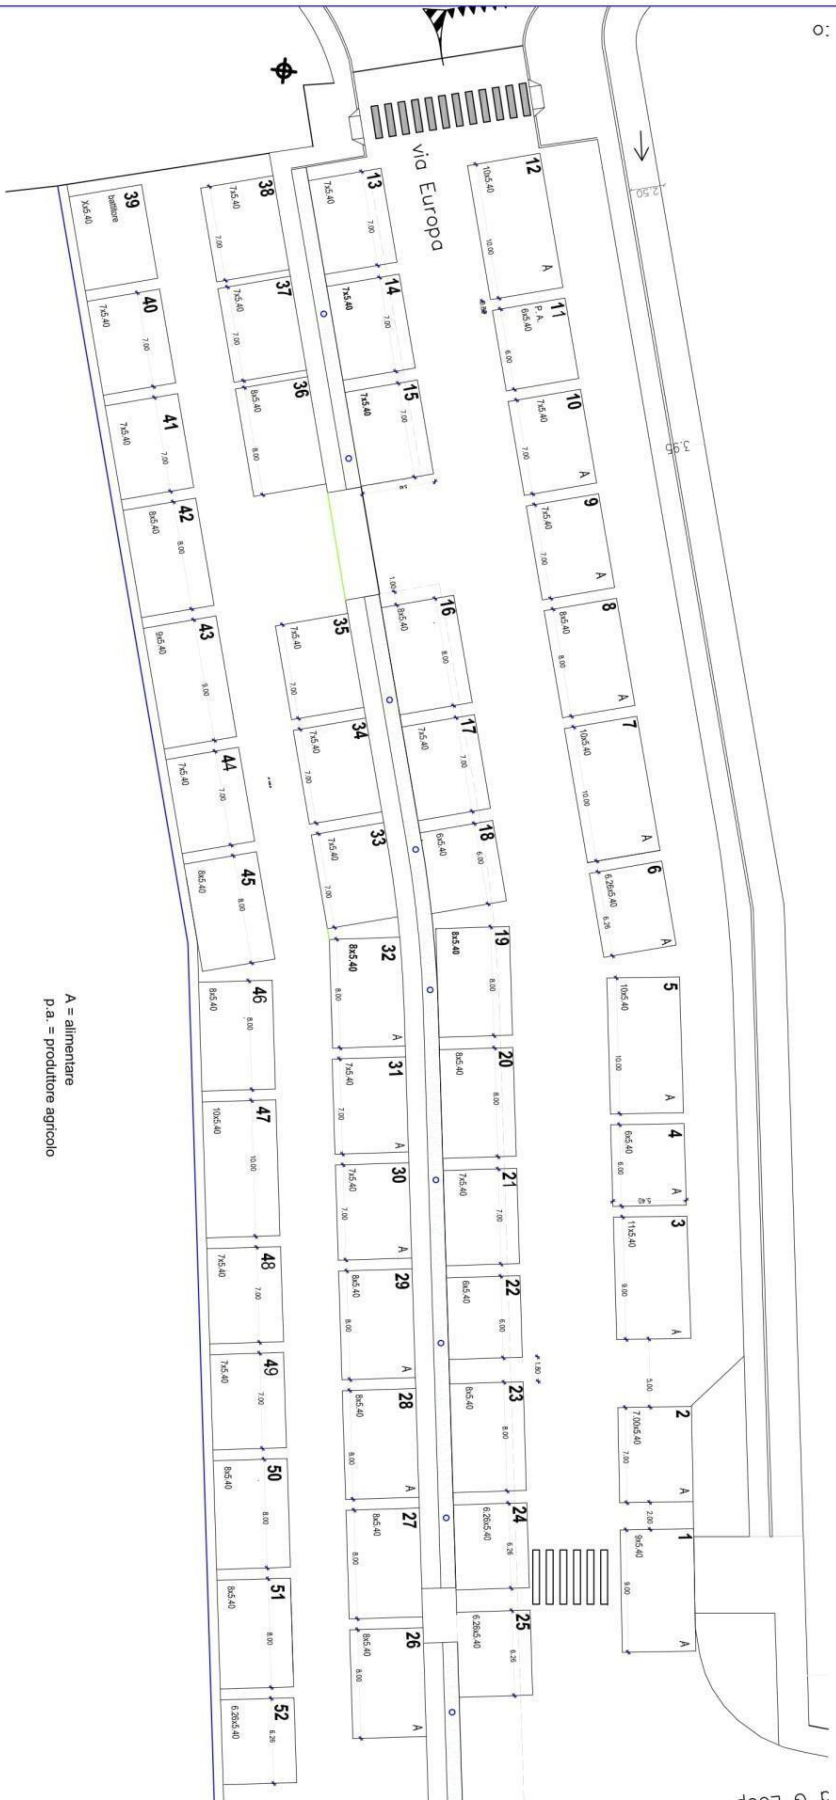 via Europa
2.50
12
10x5.40
10.00
A
11
P.A.
6x5.40
6.00
10
7x5.40
7.00
A
9
7x5.40
7.00
A
8
8x5.40
8.00
A
7
10x5.40
10.00
A
6
6.26x5.40
6.26
A
5
10x5.40
10.00
A
4
6x5.40
6.00
A
3
11x5.40
9.00
A
5.00
2
7.00x5.40
7.00
A
2.00
1
9x5.40
9.00
A
13
7x5.40
7.00
14
7x5.40
7.00
15
7x5.40
7.00
1.00
16
8x5.40
8.00
17
7x5.40
7.00
18
6x5.40
6.00
19
8x5.40
8.00
20
8x5.40
8.00
21
7x5.40
7.00
22
6x5.40
6.00
1.80
23
8x5.40
8.00
24
6.26x5.40
6.26
25
6.26x5.40
6.26
38
7x5.40
7.00
37
7x5.40
7.00
36
8x5.40
8.00
35
7x5.40
7.00
34
7x5.40
7.00
33
7x5.40
7.00
32
8x5.40
8.00
A
31
7x5.40
7.00
A
30
7x5.40
7.00
A
29
8x5.40
8.00
A
28
8x5.40
8.00
A
27
8x5.40
8.00
26
8x5.40
8.00
A
39
battitore
Xx5.40
40
7x5.40
7.00
41
7x5.40
7.00
42
8x5.40
8.00
43
9x5.40
9.00
44
7x5.40
7.00
45
8x5.40
8.00
46
8x5.40
8.00
47
10x5.40
10.00
48
7x5.40
7.00
49
7x5.40
7.00
50
8x5.40
8.00
51
8x5.40
8.00
52
6.26x5.40
6.26
A = alimentare
p.a. = produttore agricolo